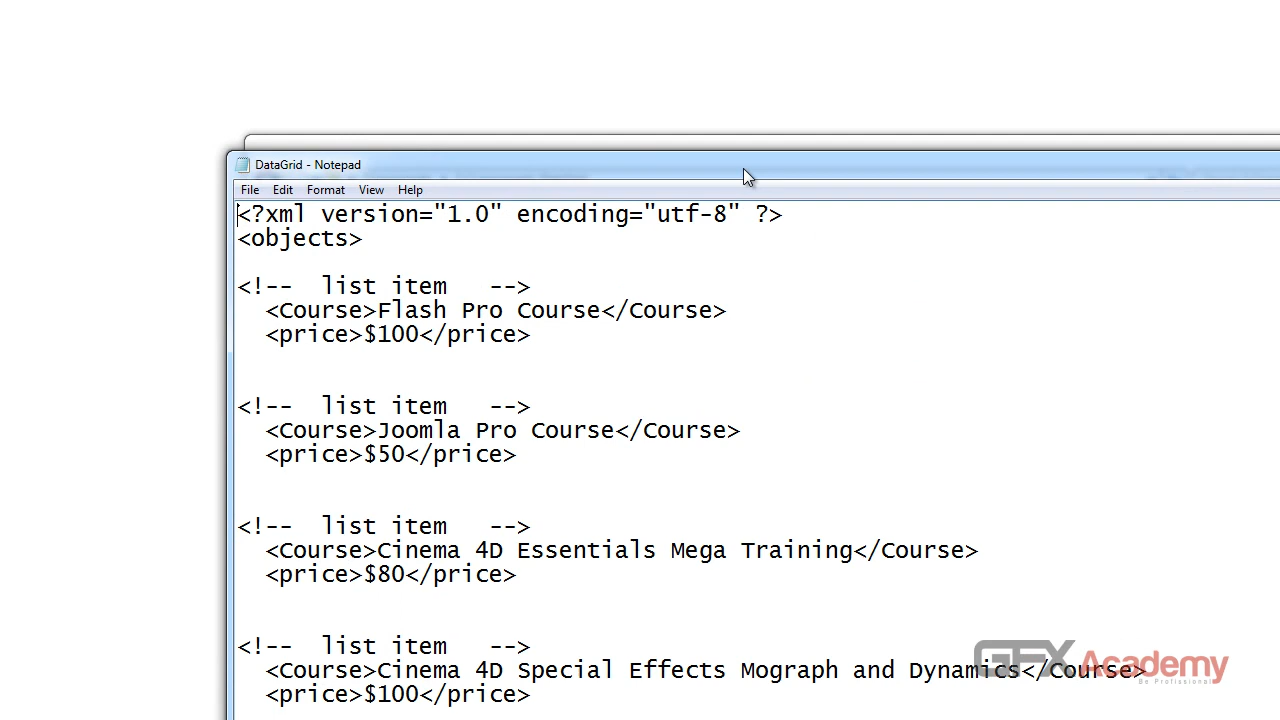 DataGrid - Notepad
File Edit Format View Help
<?xml version="1.0" encoding="utf-8" ?>
<objects>
<!--  list item   -->
  <Course>Flash Pro Course</Course>
  <price>$100</price>
<!--  list item   -->
  <Course>Joomla Pro Course</Course>
  <price>$50</price>
<!--  list item   -->
  <Course>Cinema 4D Essentials Mega Training</Course>
  <price>$80</price>
<!--  list item   -->
  <Course>Cinema 4D Special Effects Mograph and Dynamics</Course>
  <price>$100</price>
GFX Academy
Be Proffissional